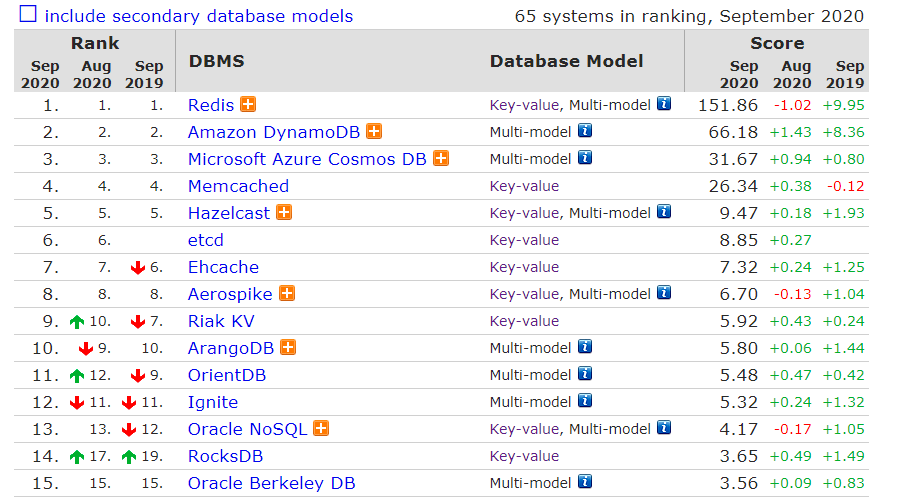 include secondary database models 65 systems in ranking, September 2020
Rank DBMS Database Model Score
Sep 2020 Aug 2020 Sep 2019 Sep 2020 Aug 2020 Sep 2019
1. 1. 1. Redis Key-value, Multi-model 151.86 -1.02 +9.95
2. 2. 2. Amazon DynamoDB Multi-model 66.18 +1.43 +8.36
3. 3. 3. Microsoft Azure Cosmos DB Multi-model 31.67 +0.94 +0.80
4. 4. 4. Memcached Key-value 26.34 +0.38 -0.12
5. 5. 5. Hazelcast Key-value, Multi-model 9.47 +0.18 +1.93
6. 6. etcd Key-value 8.85 +0.27
7. 7. 6. Ehcache Key-value 7.32 +0.24 +1.25
8. 8. 8. Aerospike Key-value, Multi-model 6.70 -0.13 +1.04
9. 10. 7. Riak KV Key-value 5.92 +0.43 +0.24
10. 9. 10. ArangoDB Multi-model 5.80 +0.06 +1.44
11. 12. 9. OrientDB Multi-model 5.48 +0.47 +0.42
12. 11. 11. Ignite Multi-model 5.32 +0.24 +1.32
13. 13. 12. Oracle NoSQL Key-value, Multi-model 4.17 -0.17 +1.05
14. 17. 19. RocksDB Key-value 3.65 +0.49 +1.49
15. 15. 15. Oracle Berkeley DB Multi-model 3.56 +0.09 +0.83